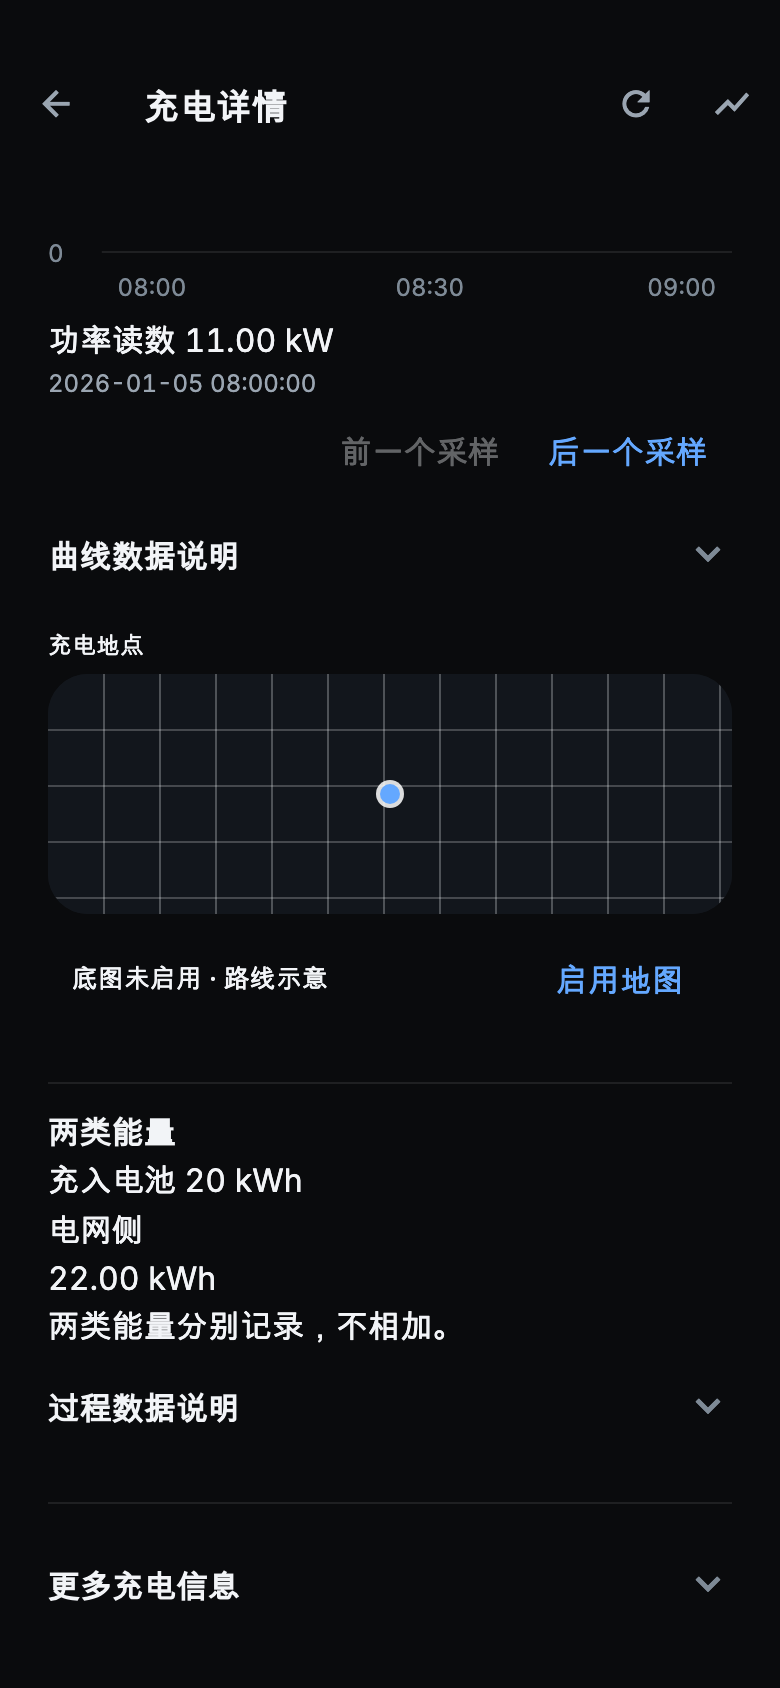 充电详情
0
08:00 08:30 09:00
功率读数 11.00 kW
2026-01-05 08:00:00
前一个采样 后一个采样
曲线数据说明
充电地点
底图未启用 · 路线示意 启用地图
两类能量
充入电池 20 kWh
电网侧
22.00 kWh
两类能量分别记录，不相加。
过程数据说明
更多充电信息